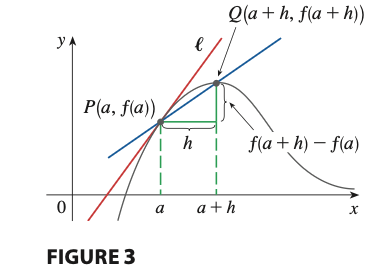 Q(a + h, f(a + h))
y
ℓ
P(a, f(a))
h
f(a + h) − f(a)
0
a
a + h
x
FIGURE 3